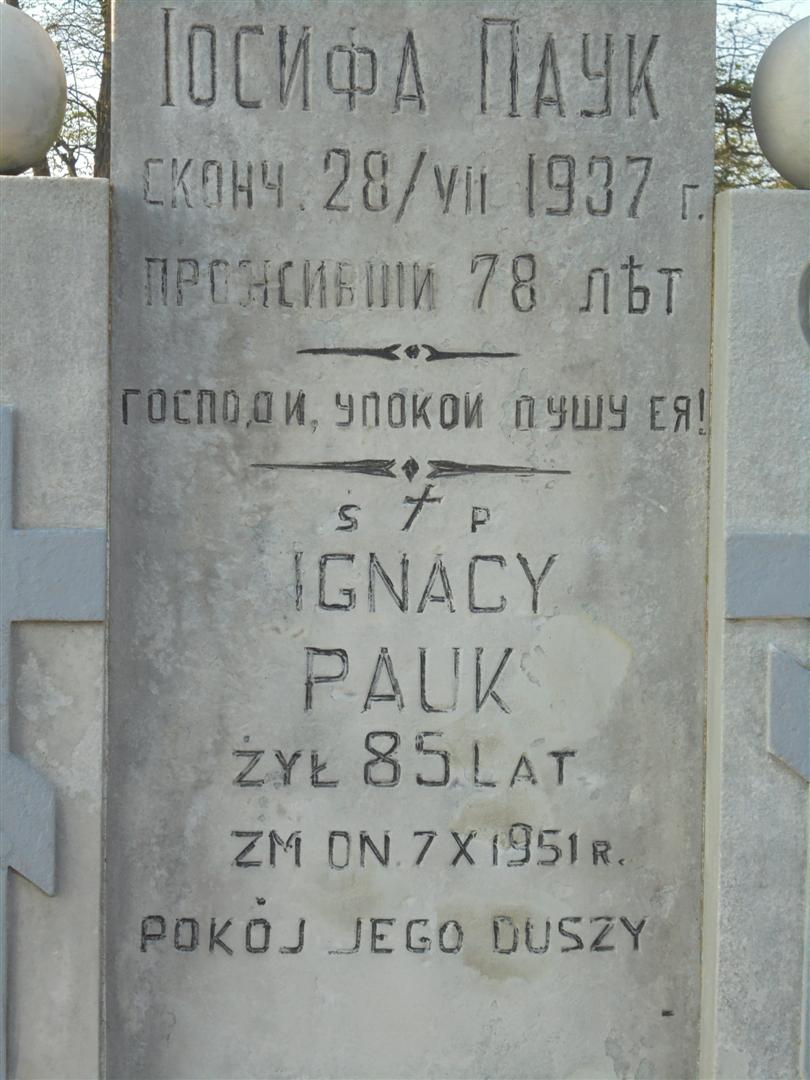 Іосифа Паук
сконч. 28/VII 1937 г.
проживши 78 лѣт
Господи, упокой душу ея!
Ś † P
IGNACY
PAUK
ŻYŁ 85 LAT
ZM DN. 7 X 1951 R.
POKÓJ JEGO DUSZY